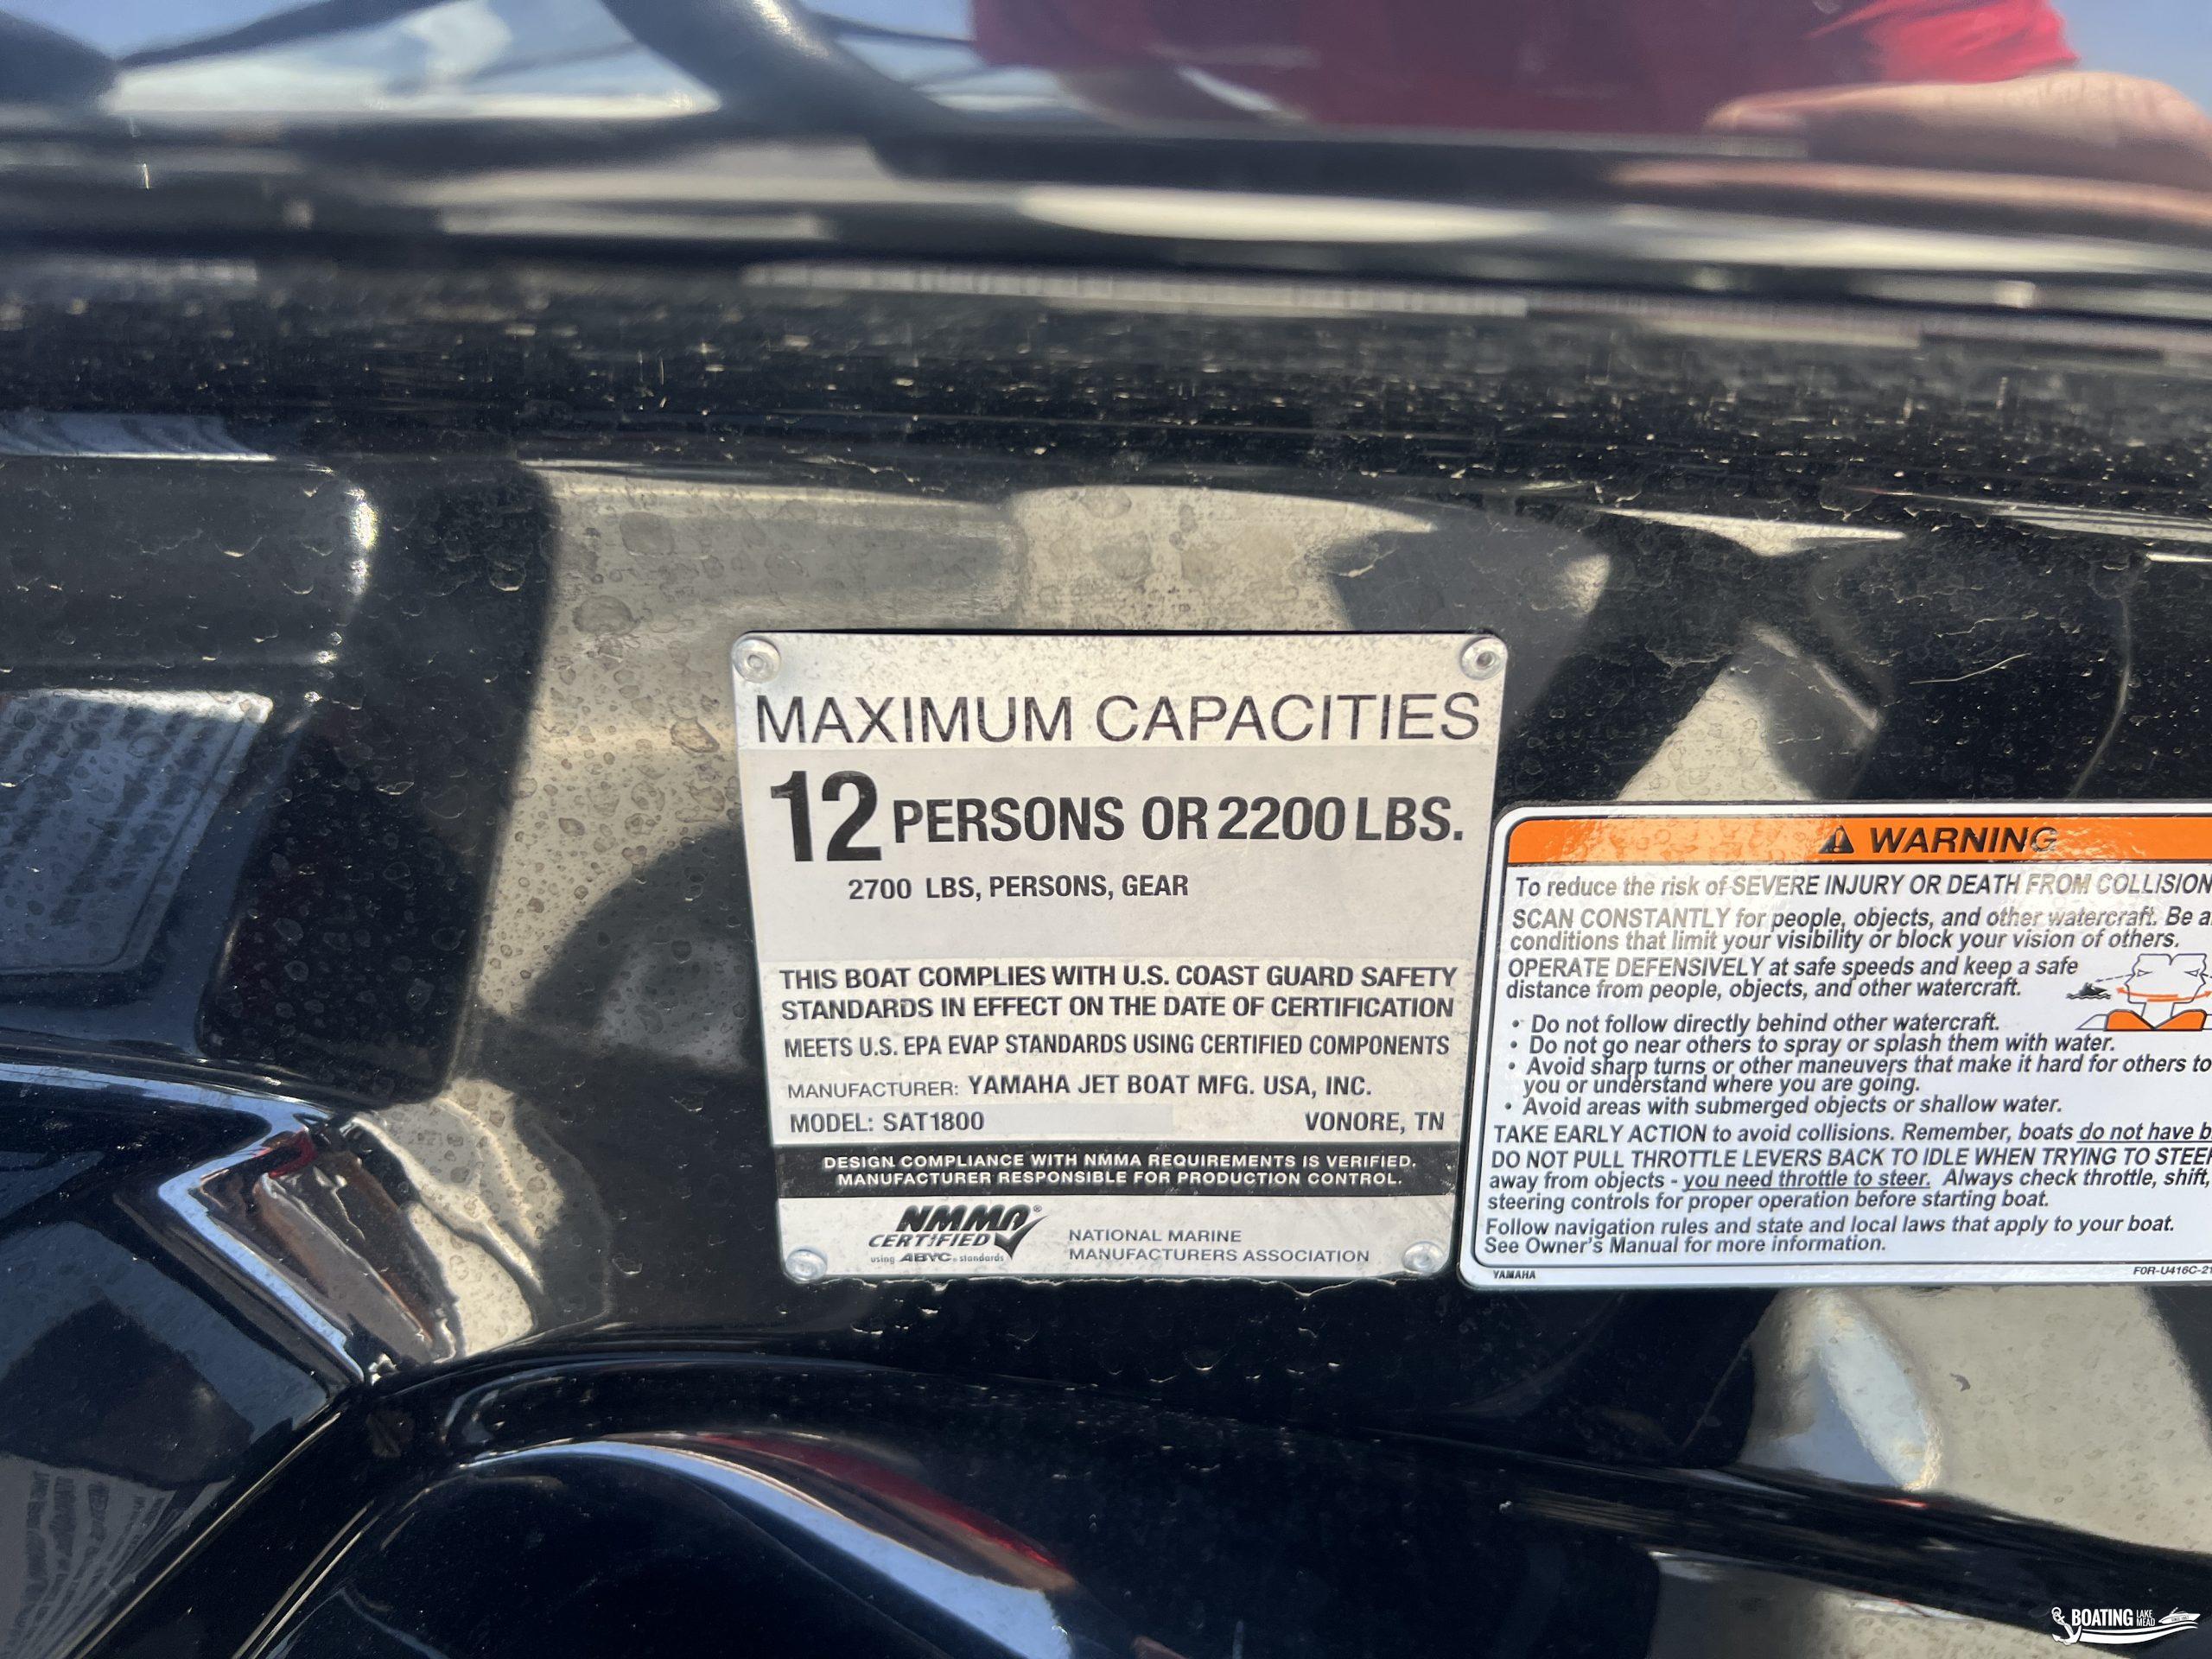 MAXIMUM CAPACITIES
12 PERSONS OR 2200 LBS.
2700 LBS, PERSONS, GEAR
THIS BOAT COMPLIES WITH U.S. COAST GUARD SAFETY
STANDARDS IN EFFECT ON THE DATE OF CERTIFICATION
MEETS U.S. EPA EVAP STANDARDS USING CERTIFIED COMPONENTS
MANUFACTURER: YAMAHA JET BOAT MFG. USA, INC.
MODEL: SAT1800 VONORE, TN
DESIGN COMPLIANCE WITH NMMA REQUIREMENTS IS VERIFIED.
MANUFACTURER RESPONSIBLE FOR PRODUCTION CONTROL.
NMMA®
CERTIFIED
using ABYC® standards
NATIONAL MARINE
MANUFACTURERS ASSOCIATION
WARNING
To reduce the risk of SEVERE INJURY OR DEATH FROM COLLISION
SCAN CONSTANTLY for people, objects, and other watercraft. Be
conditions that limit your visibility or block your vision of others.
OPERATE DEFENSIVELY at safe speeds and keep a safe
distance from people, objects, and other watercraft.
• Do not follow directly behind other watercraft.
• Do not go near others to spray or splash them with water.
• Avoid sharp turns or other maneuvers that make it hard for others to
you or understand where you are going.
• Avoid areas with submerged objects or shallow water.
TAKE EARLY ACTION to avoid collisions. Remember, boats do not have
DO NOT PULL THROTTLE LEVERS BACK TO IDLE WHEN TRYING TO STEER
away from objects - you need throttle to steer. Always check throttle, shift,
steering controls for proper operation before starting boat.
Follow navigation rules and state and local laws that apply to your boat.
See Owner's Manual for more information.
YAMAHA F0R-U416C-21
BOATING LAKE MEAD